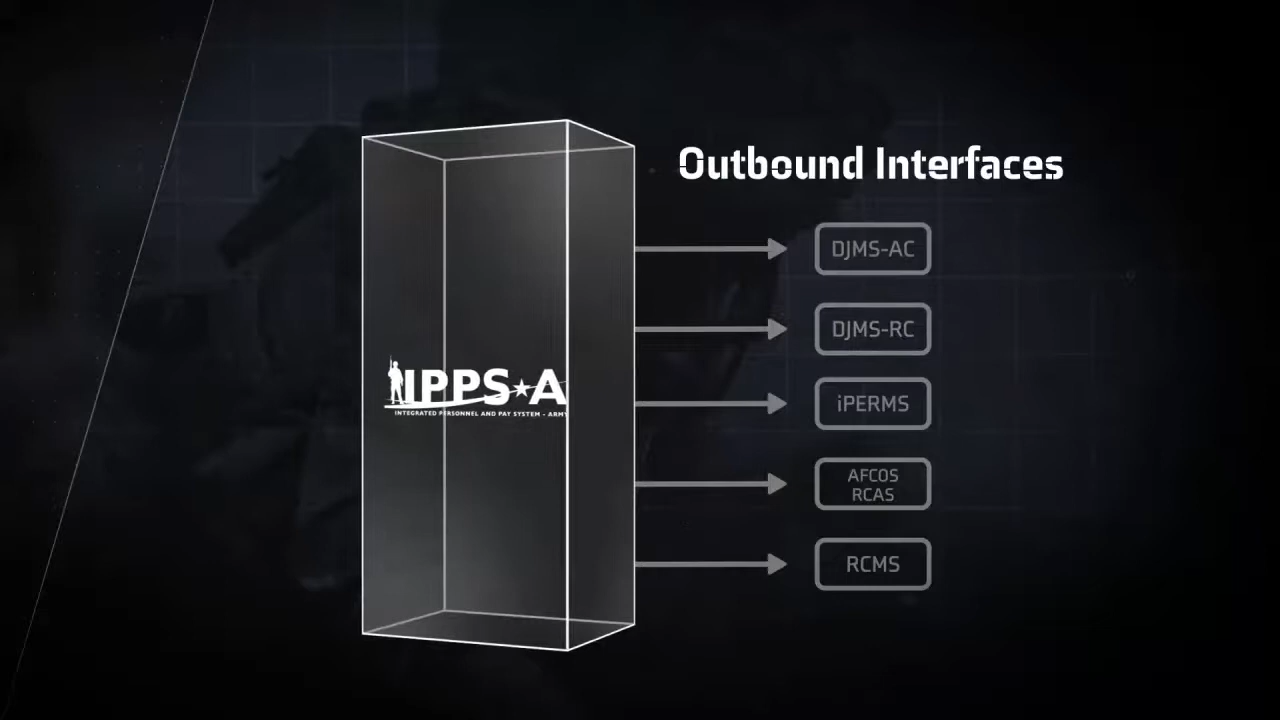 Outbound Interfaces
DJMS-AC
DJMS-RC
IPPS★A
INTEGRATED PERSONNEL AND PAY SYSTEM - ARMY
iPERMS
AFCOS
RCAS
RCMS